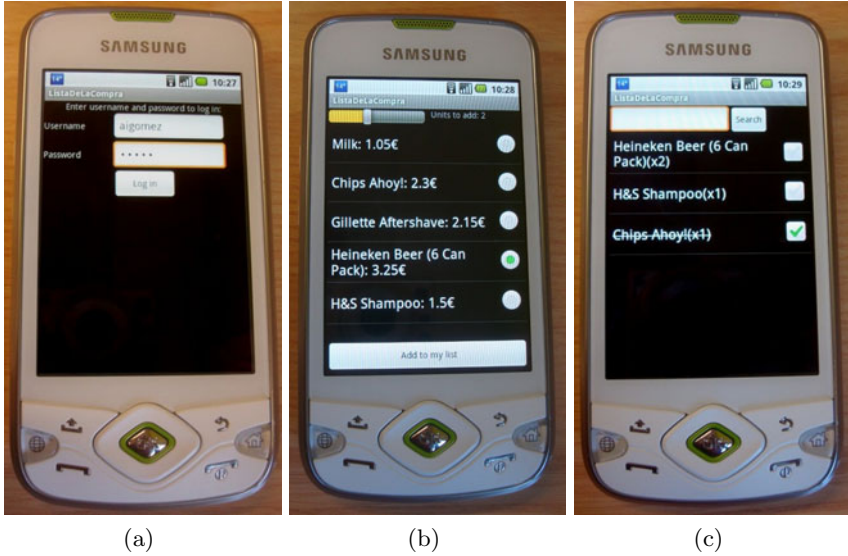 SAMSUNG
14°
10:27
ListaDeLaCompra
Enter username and password to log in:
Username
aigomez
Password
•••••
Log in
(a)
SAMSUNG
14°
10:28
ListaDeLaCompra
Units to add: 2
Milk: 1.05€
Chips Ahoy!: 2.3€
Gillette Aftershave: 2.15€
Heineken Beer (6 Can
Pack): 3.25€
H&S Shampoo: 1.5€
Add to my list
(b)
SAMSUNG
14°
10:29
ListaDeLaCompra
Search
Heineken Beer (6 Can
Pack)(x2)
H&S Shampoo(x1)
Chips Ahoy!(x1)
(c)